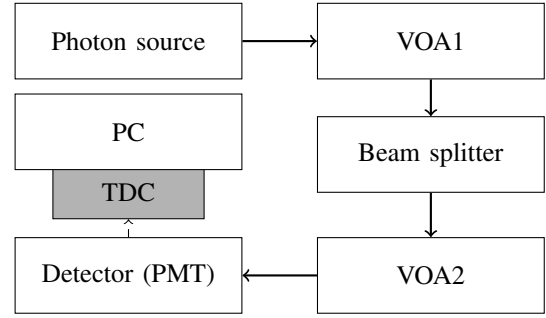 Photon source
VOA1
PC
Beam splitter
TDC
Detector (PMT)
VOA2